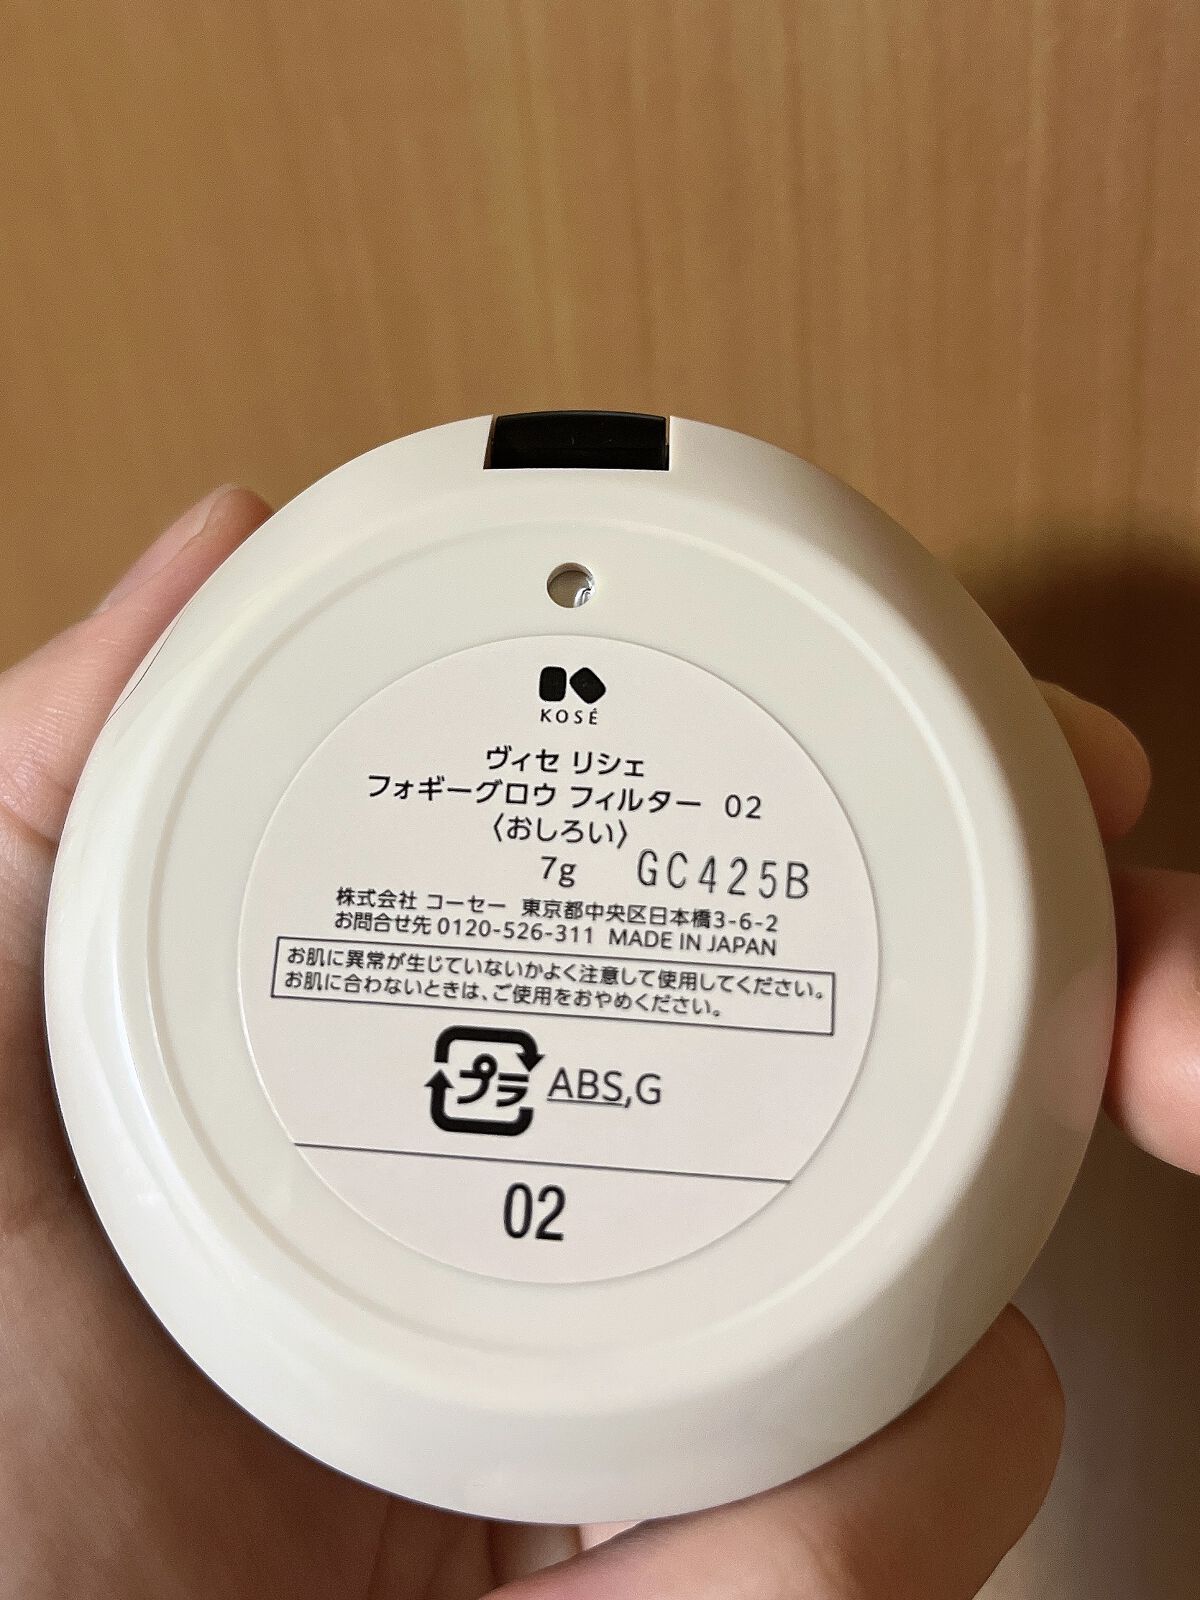 KOSÉ
ヴィセ リシェ
フォギーグロウ フィルター 02
〈おしろい〉
7g GC425B
株式会社 コーセー 東京都中央区日本橋3-6-2
お問合せ先 0120-526-311 MADE IN JAPAN
お肌に異常が生じていないかよく注意して使用してください。
お肌に合わないときは、ご使用をおやめください。
プラ ABS,G
02